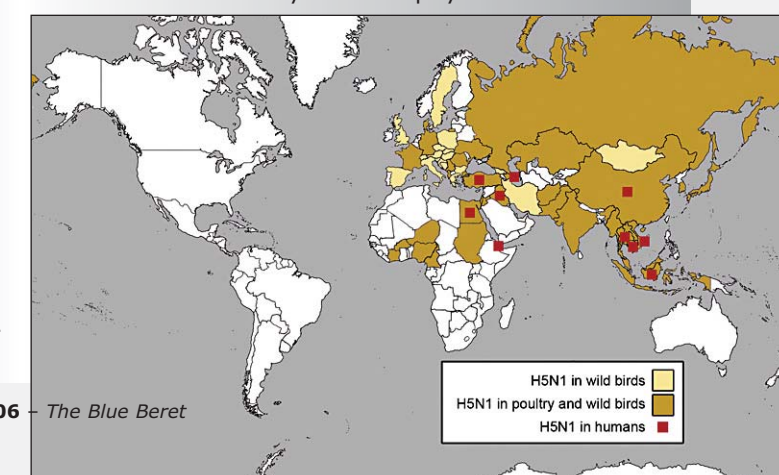 H5N1 in wild birds
H5N1 in poultry and wild birds
H5N1 in humans
06 – The Blue Beret